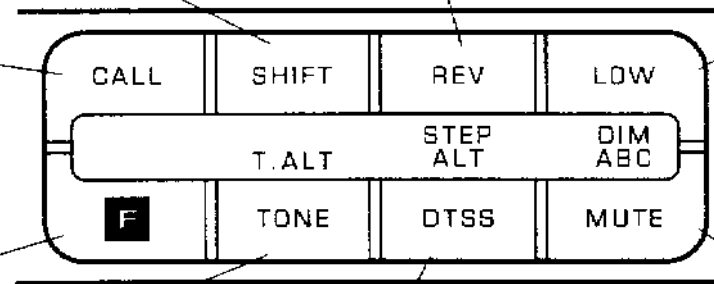 CALL SHIFT REV LOW
STEP DIM
T.ALT ALT ABC
F TONE DTSS MUTE